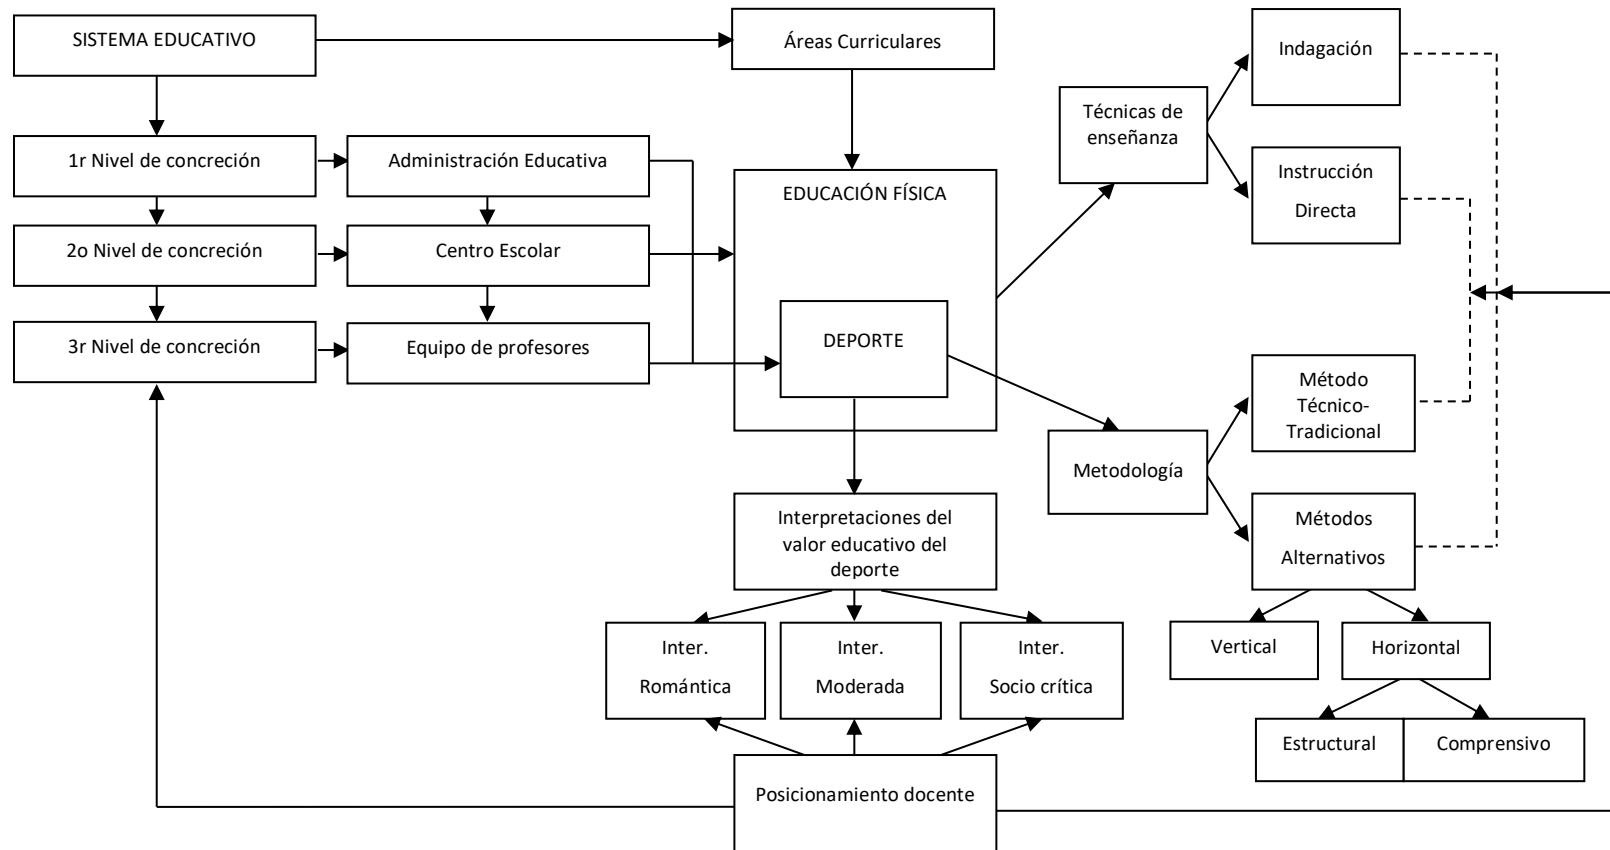 SISTEMA EDUCATIVO
Áreas Curriculares
Indagación
Técnicas de
enseñanza
1r Nivel de concreción
Administración Educativa
Instrucción
Directa
EDUCACIÓN FÍSICA
2o Nivel de concreción
Centro Escolar
3r Nivel de concreción
Equipo de profesores
DEPORTE
Método
Técnico-
Tradicional
Metodología
Métodos
Alternativos
Interpretaciones del
valor educativo del
deporte
Inter.
Romántica
Inter.
Moderada
Inter.
Socio crítica
Vertical
Horizontal
Estructural
Comprensivo
Posicionamiento docente